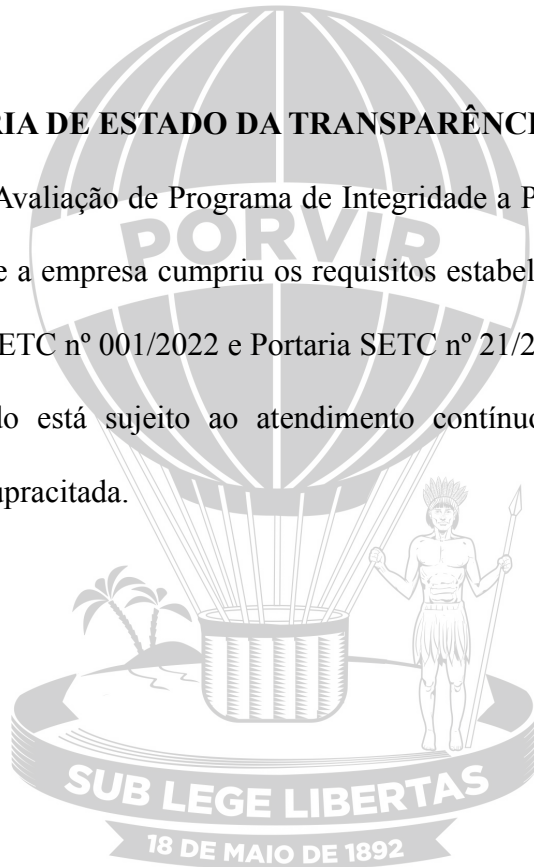 RIA DE ESTADO DA TRANSPARÊNCI
Avaliação de Programa de Integridade a P
e a empresa cumpriu os requisitos estabel
ETC nº 001/2022 e Portaria SETC nº 21/2
lo está sujeito ao atendimento contínuo
upracitada.
PORVIR
SUB LEGE LIBERTAS
18 DE MAIO DE 1892